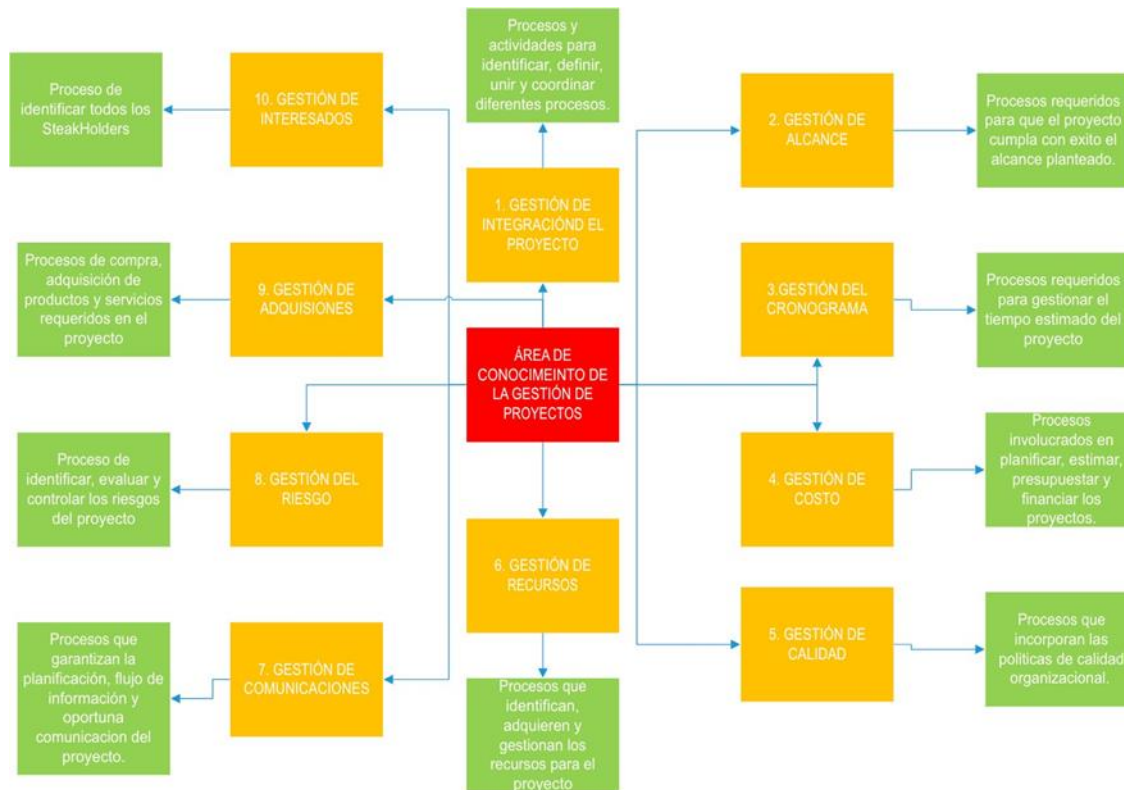 Procesos y
actividades para
identificar, definir,
unir y coordinar
diferentes procesos.
Proceso de
identificar todos los
SteakHolders
10. GESTIÓN DE
INTERESADOS
2. GESTIÓN DE
ALCANCE
Procesos requeridos
para que el proyecto
cumpla con exito el
alcance planteado.
1. GESTIÓN DE
INTEGRACIÓND EL
PROYECTO
Procesos de compra,
adquisición de
productos y servicios
requeridos en el
proyecto
9. GESTIÓN DE
ADQUISIONES
3.GESTIÓN DEL
CRONOGRAMA
Procesos requeridos
para gestionar el
tiempo estimado del
proyecto
ÁREA DE
CONOCIMEINTO DE
LA GESTIÓN DE
PROYECTOS
Proceso de
identificar, evaluar y
controlar los riesgos
del proyecto
8. GESTIÓN DEL
RIESGO
4. GESTIÓN DE
COSTO
Procesos
involucrados en
planificar, estimar,
presupuestar y
financiar los
proyectos.
6. GESTIÓN DE
RECURSOS
Procesos que
garantizan la
planificación, flujo de
información y
oportuna
comunicacion del
proyecto.
7. GESTIÓN DE
COMUNICACIONES
5. GESTIÓN DE
CALIDAD
Procesos que
incorporan las
politicas de calidad
organizacional.
Procesos que
identifican,
adquieren y
gestionan los
recursos para el
proyecto